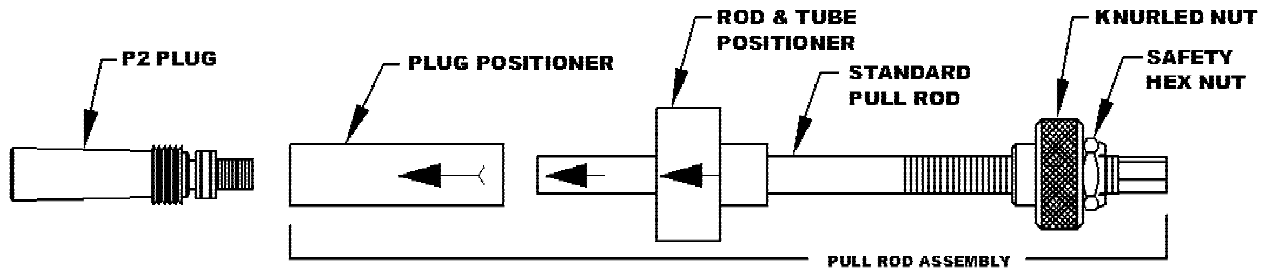 P2 PLUG
PLUG POSITIONER
ROD & TUBE
POSITIONER
STANDARD
PULL ROD
KNURLED NUT
SAFETY
HEX NUT
PULL ROD ASSEMBLY